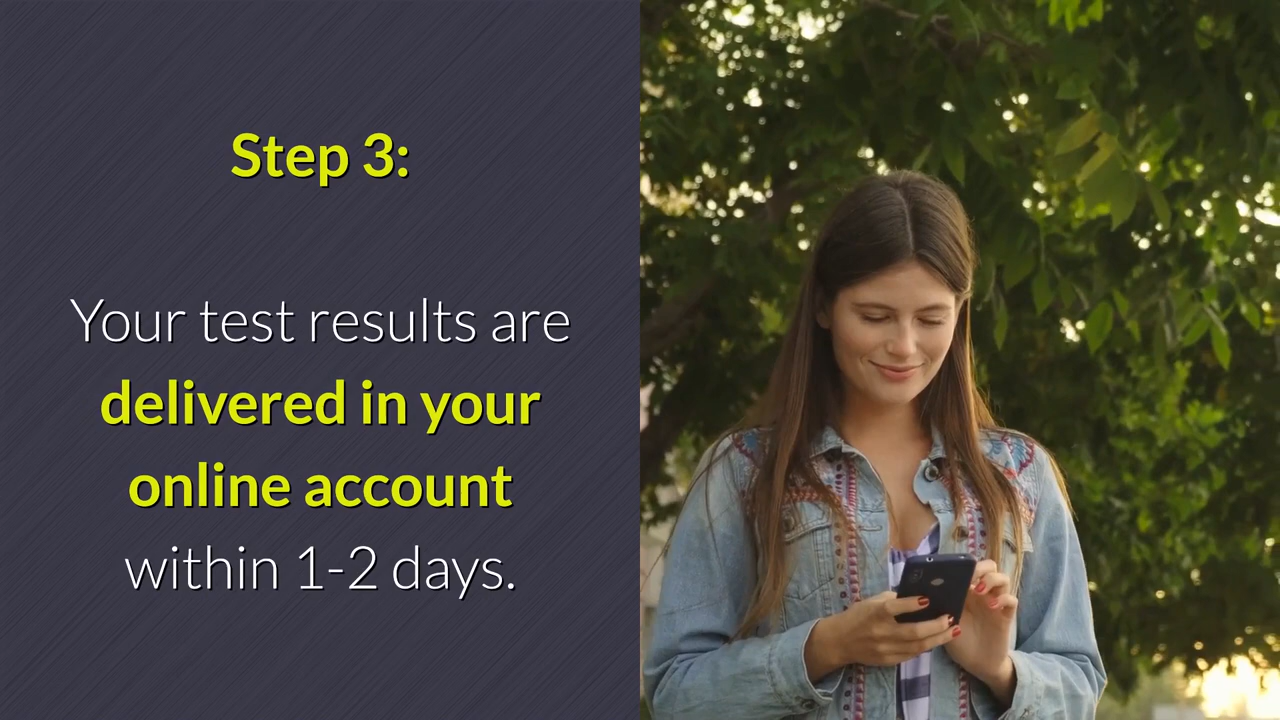 Step 3:
Your test results are
delivered in your
online account
within 1-2 days.